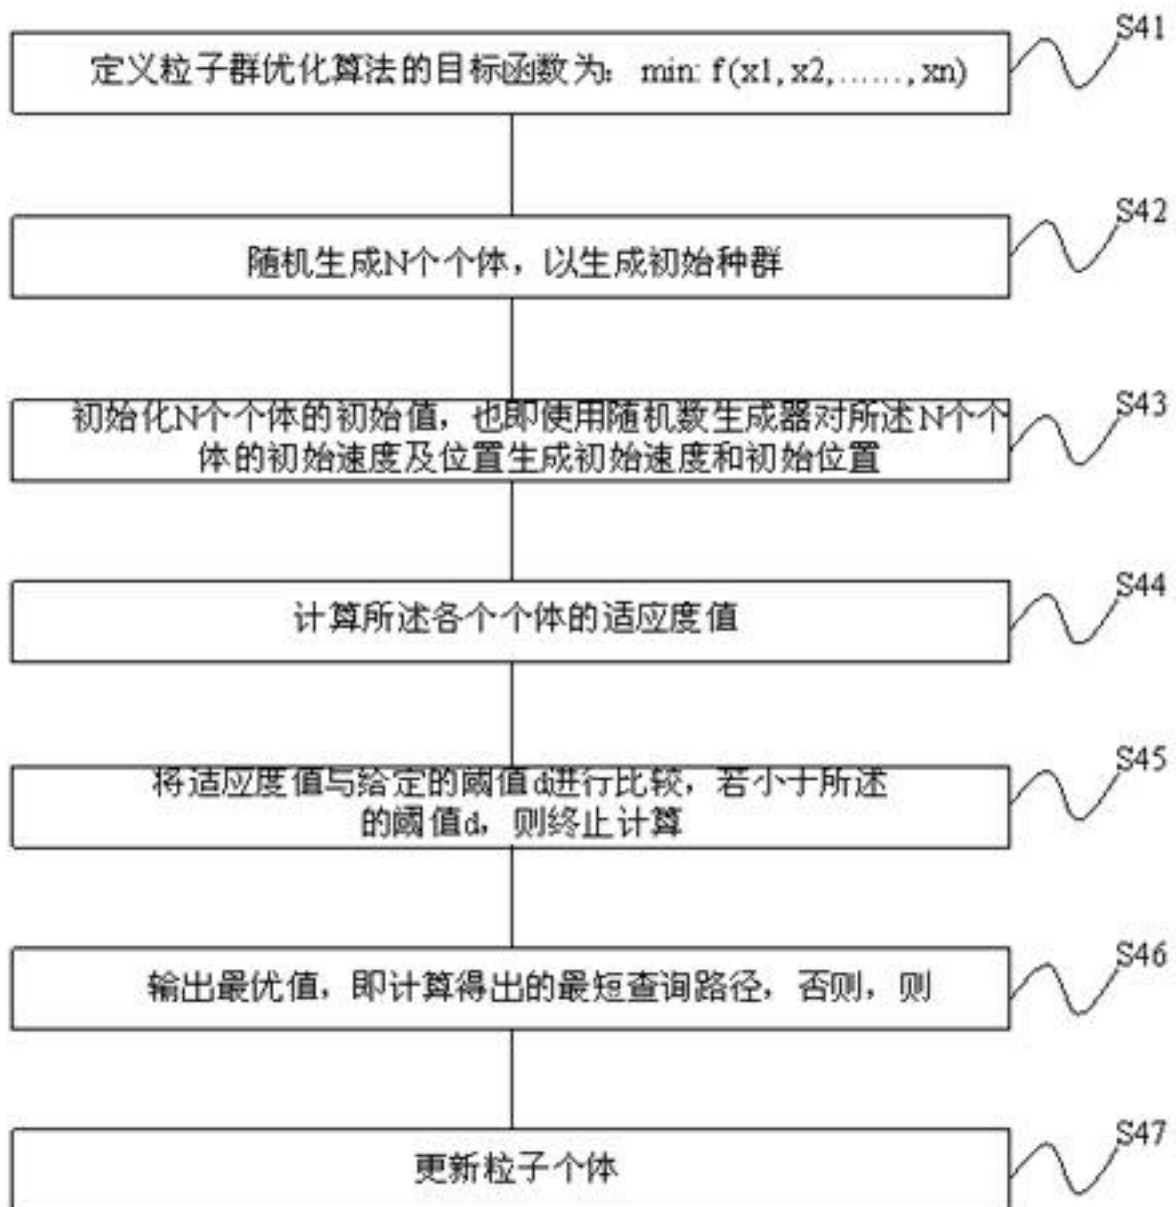 定义粒子群优化算法的目标函数为：min: f(x1, x2, ……, xn)
S41
随机生成N个个体，以生成初始种群
S42
初始化N个个体的初始值，也即使用随机数生成器对所述N个个
体的初始速度及位置生成初始速度和初始位置
S43
计算所述各个个体的适应度值
S44
将适应度值与给定的阈值d进行比较，若小于所述
的阈值d，则终止计算
S45
输出最优值，即计算得出的最短查询路径，否则，则
S46
更新粒子个体
S47